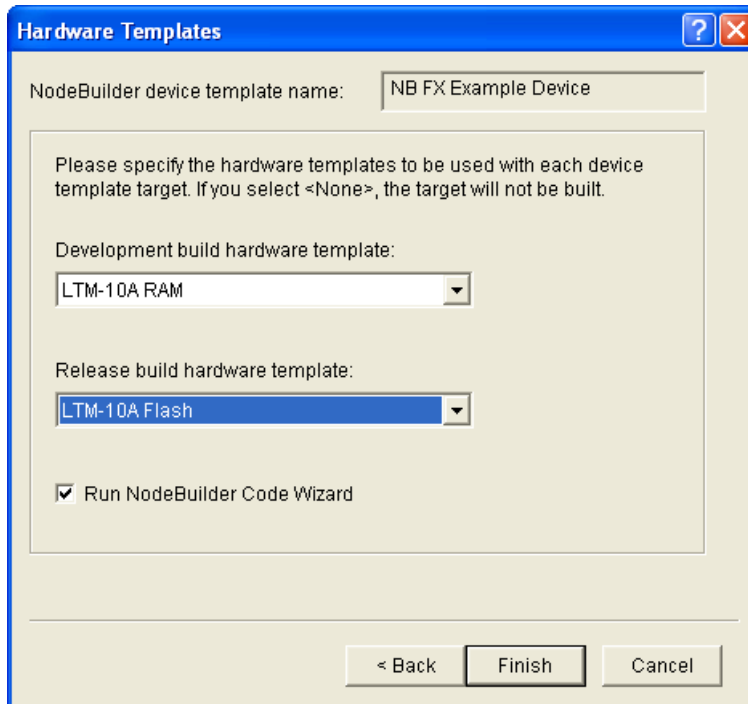 Hardware Templates
NodeBuilder device template name: NB FX Example Device
Please specify the hardware templates to be used with each device
template target. If you select <None>, the target will not be built.
Development build hardware template:
LTM-10A RAM
Release build hardware template:
LTM-10A Flash
Run NodeBuilder Code Wizard
< Back Finish Cancel